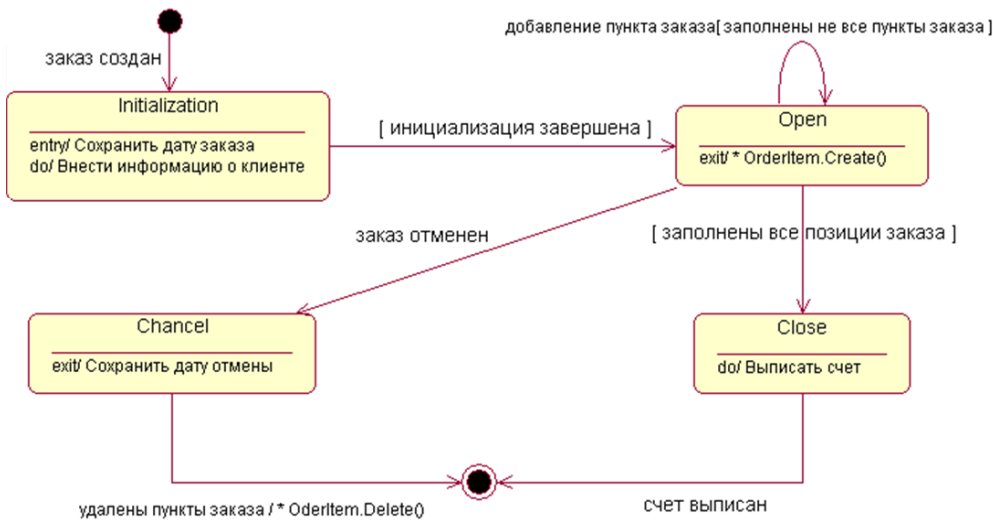 добавление пункта заказа[ заполнены не все пункты заказа ]
заказ создан
Initialization
entry/ Сохранить дату заказа
do/ Внести информацию о клиенте
[ инициализация завершена ]
Open
exit/ * OrderItem.Create()
заказ отменен
[ заполнены все позиции заказа ]
Chancel
exit/ Сохранить дату отмены
Close
do/ Выписать счет
удалены пункты заказа / * OderItem.Delete()
счет выписан